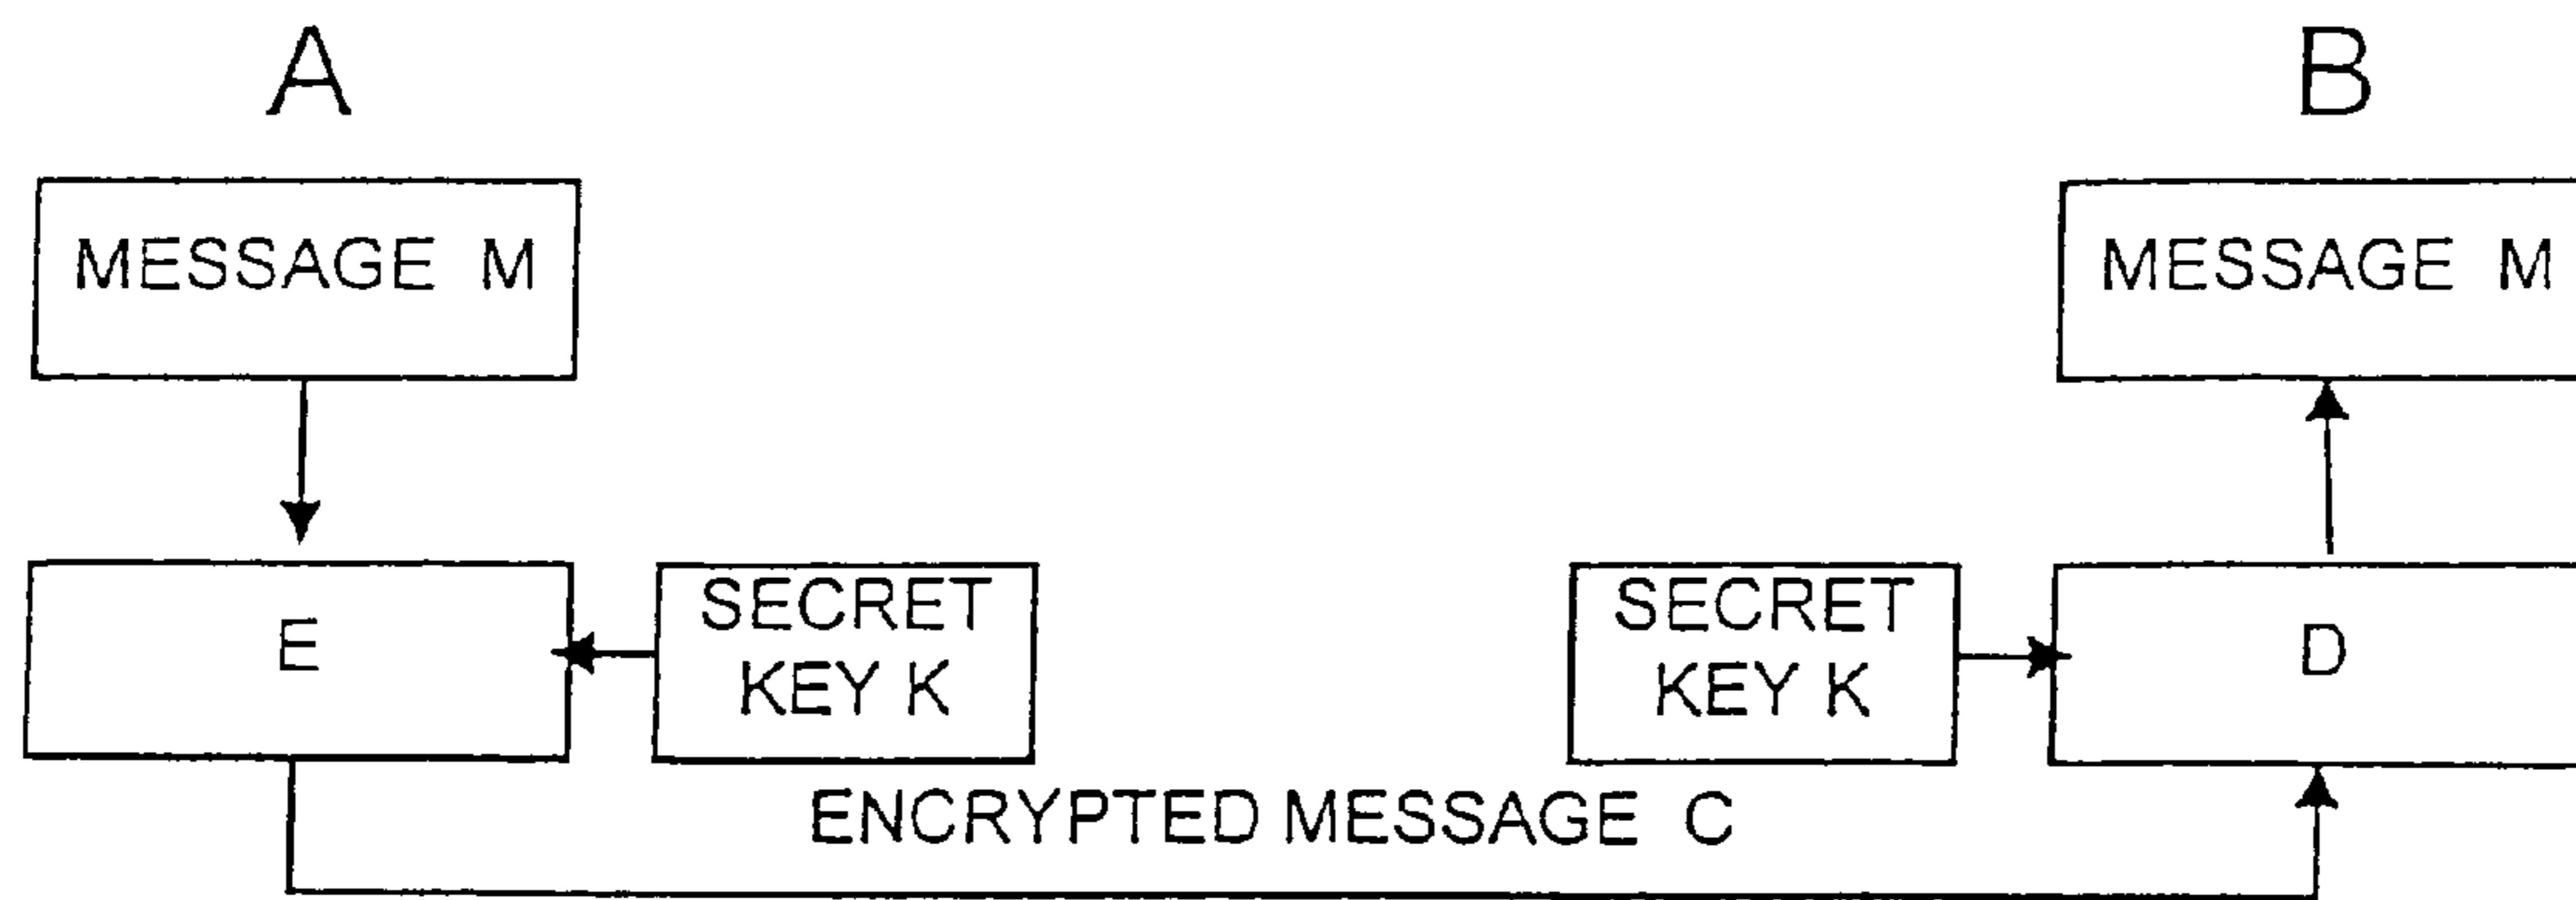 A
B
MESSAGE M
MESSAGE M
E
SECRET
KEY K
SECRET
KEY K
D
ENCRYPTED MESSAGE C